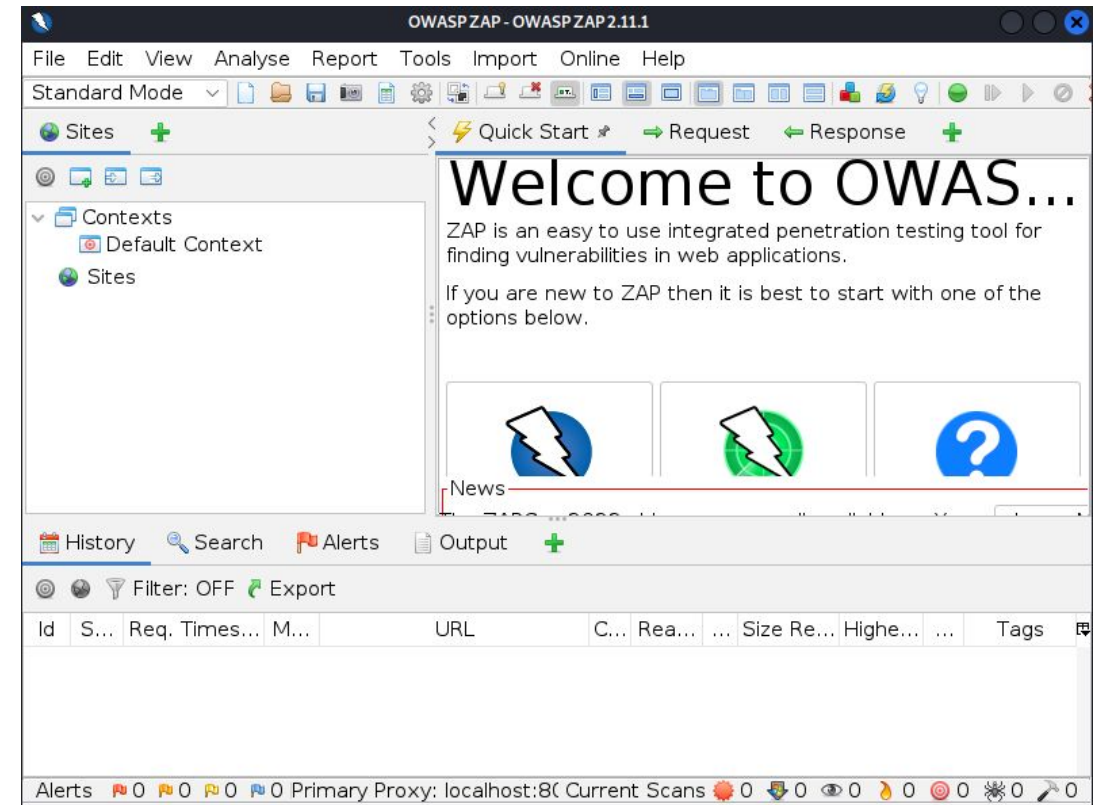 OWASP ZAP - OWASP ZAP 2.11.1
File Edit View Analyse Report Tools Import Online Help
Standard Mode
Sites
Quick Start Request Response
Welcome to OWAS...
ZAP is an easy to use integrated penetration testing tool for
finding vulnerabilities in web applications.
If you are new to ZAP then it is best to start with one of the
options below.
Contexts
Default Context
Sites
News
History Search Alerts Output
Filter: OFF Export
Id S... Req. Times... M... URL C... Rea... ... Size Re... Highe... ... Tags
Alerts 0 0 0 0 Primary Proxy: localhost:8( Current Scans 0 0 0 0 0 0 0